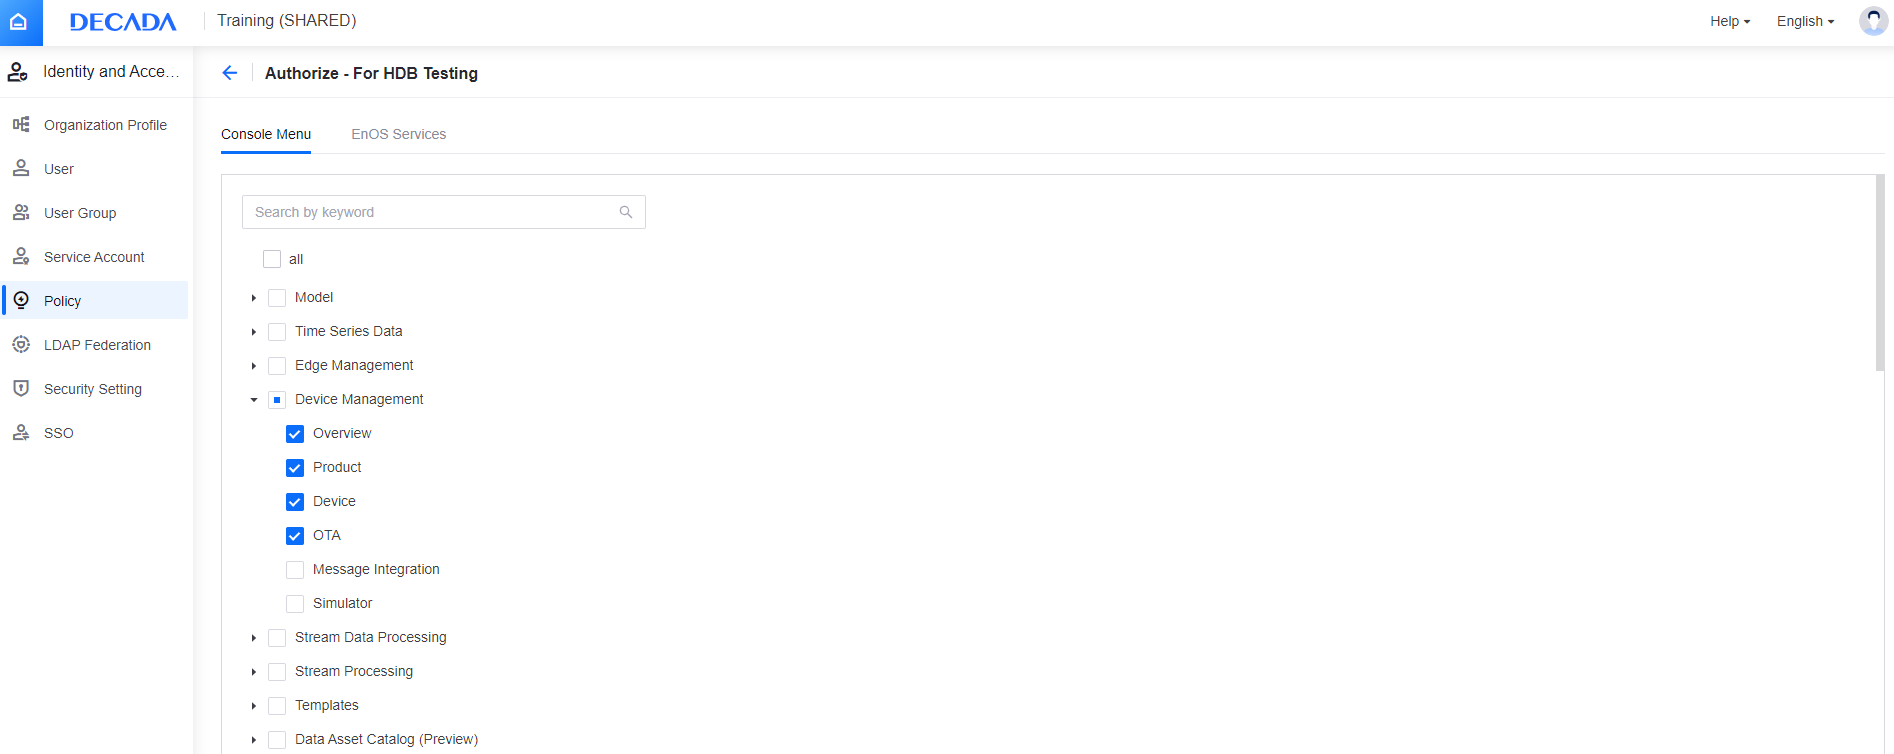 DECADA
Training (SHARED)
Help
English
Identity and Acce...
Organization Profile
User
User Group
Service Account
Policy
LDAP Federation
Security Setting
SSO
Authorize - For HDB Testing
Console Menu
EnOS Services
Search by keyword
all
Model
Time Series Data
Edge Management
Device Management
Overview
Product
Device
OTA
Message Integration
Simulator
Stream Data Processing
Stream Processing
Templates
Data Asset Catalog (Preview)